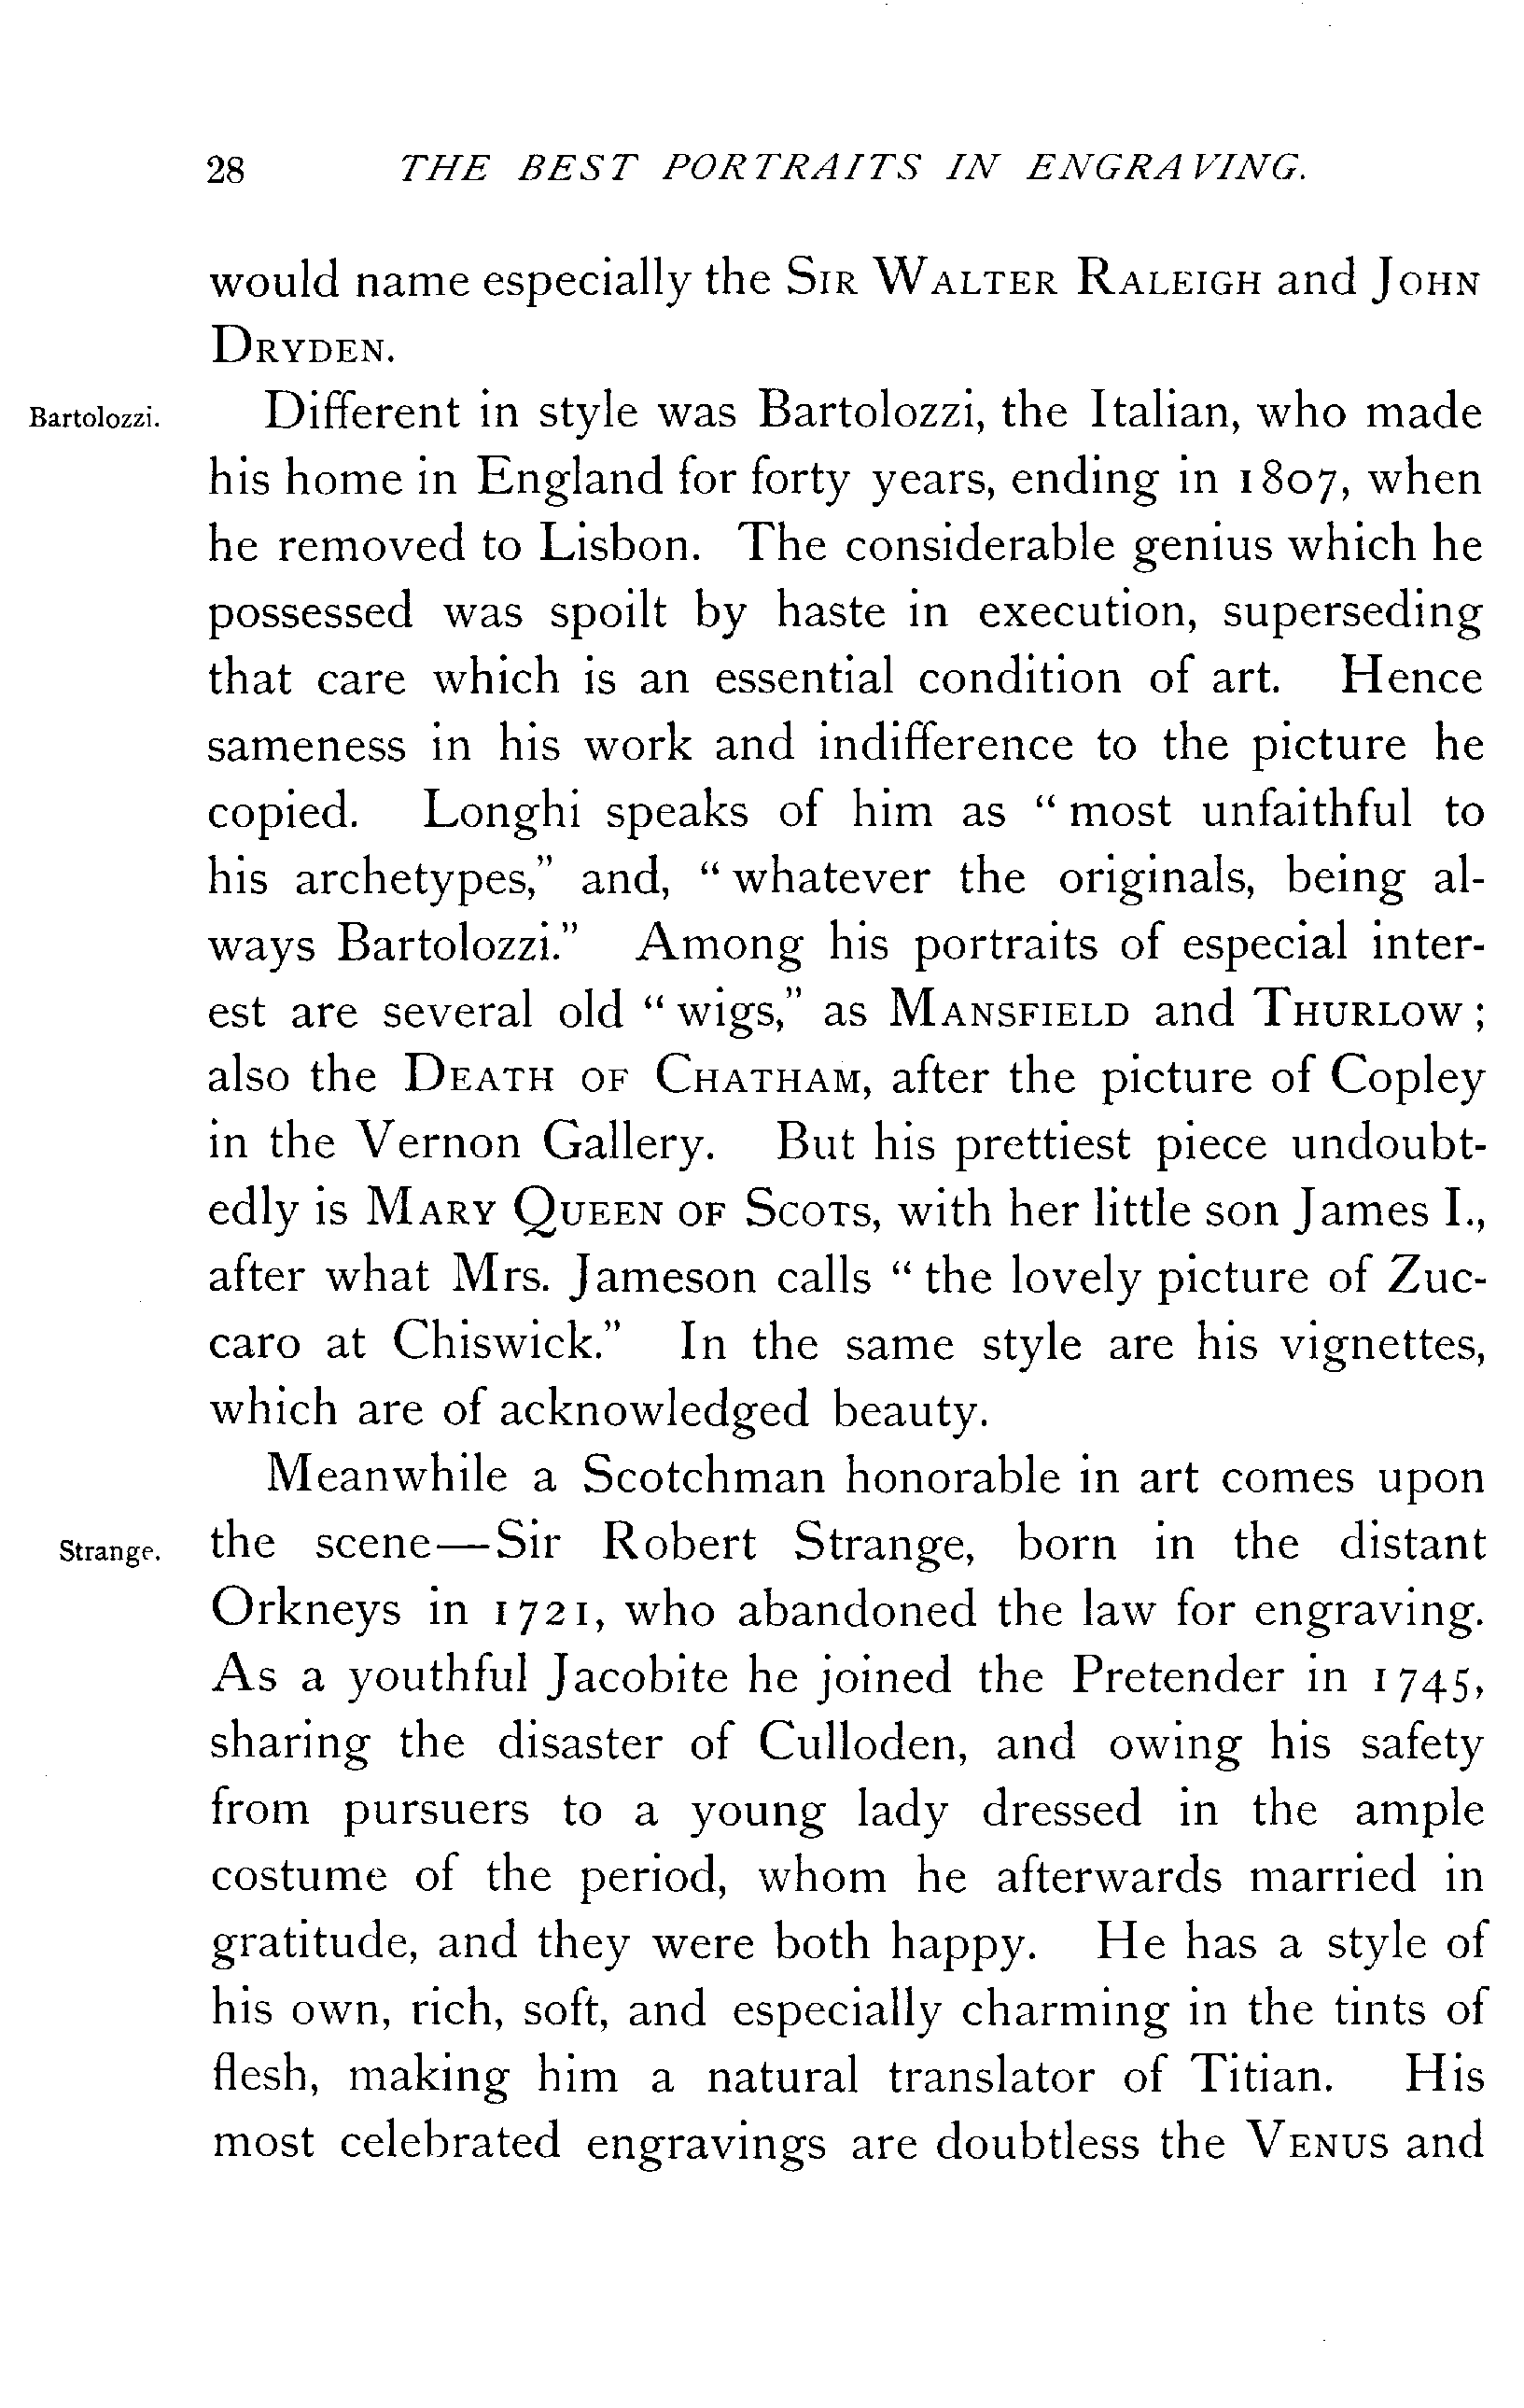 28 THE BEST PORTRAITS IN ENGRAVING.
would name especially the SIR WALTER RALEIGH and JOHN
DRYDEN.
Bartolozzi. Different in style was Bartolozzi, the Italian, who made
his home in England for forty years, ending in 1807, when
he removed to Lisbon. The considerable genius which he
possessed was spoilt by haste in execution, superseding
that care which is an essential condition of art. Hence
sameness in his work and indifference to the picture he
copied. Longhi speaks of him as “ most unfaithful to
his archetypes,” and, “ whatever the originals, being al-
ways Bartolozzi.” Among his portraits of especial inter-
est are several old “ wigs,” as MANSFIELD and THURLOW ;
also the DEATH OF CHATHAM, after the picture of Copley
in the Vernon Gallery. But his prettiest piece undoubt-
edly is MARY QUEEN OF SCOTS, with her little son James I.,
after what Mrs. Jameson calls “ the lovely picture of Zuc-
caro at Chiswick.” In the same style are his vignettes,
which are of acknowledged beauty.
Meanwhile a Scotchman honorable in art comes upon
Strange. the scene—Sir Robert Strange, born in the distant
Orkneys in 1721, who abandoned the law for engraving.
As a youthful Jacobite he joined the Pretender in 1745,
sharing the disaster of Culloden, and owing his safety
from pursuers to a young lady dressed in the ample
costume of the period, whom he afterwards married in
gratitude, and they were both happy. He has a style of
his own, rich, soft, and especially charming in the tints of
flesh, making him a natural translator of Titian. His
most celebrated engravings are doubtless the VENUS and